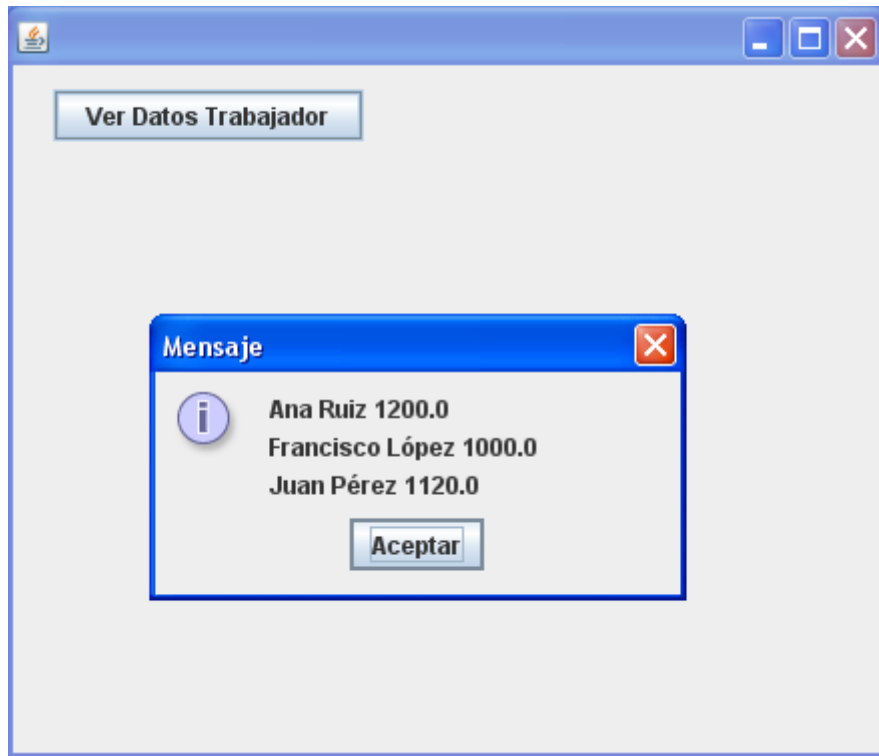 Ver Datos Trabajador
Mensaje
Ana Ruiz 1200.0
Francisco López 1000.0
Juan Pérez 1120.0
Aceptar